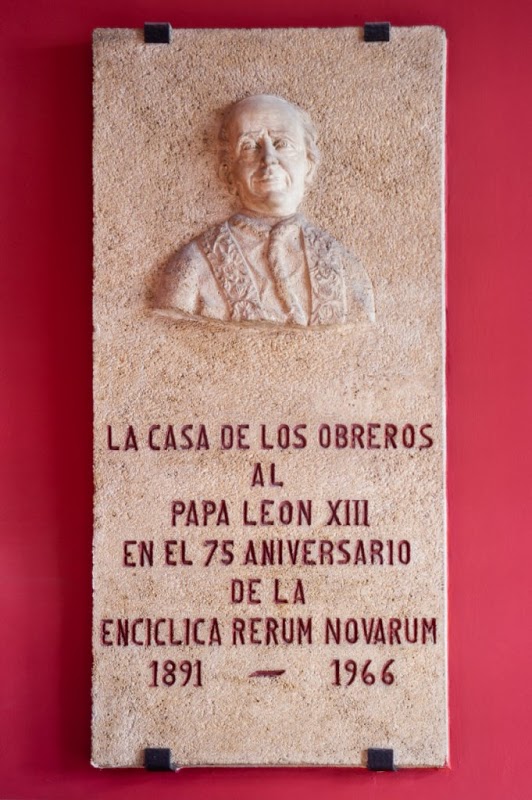 LA CASA DE LOS OBREROS
AL
PAPA LEON XIII
EN EL 75 ANIVERSARIO
DE LA
ENCICLICA RERUM NOVARUM
1891 — 1966